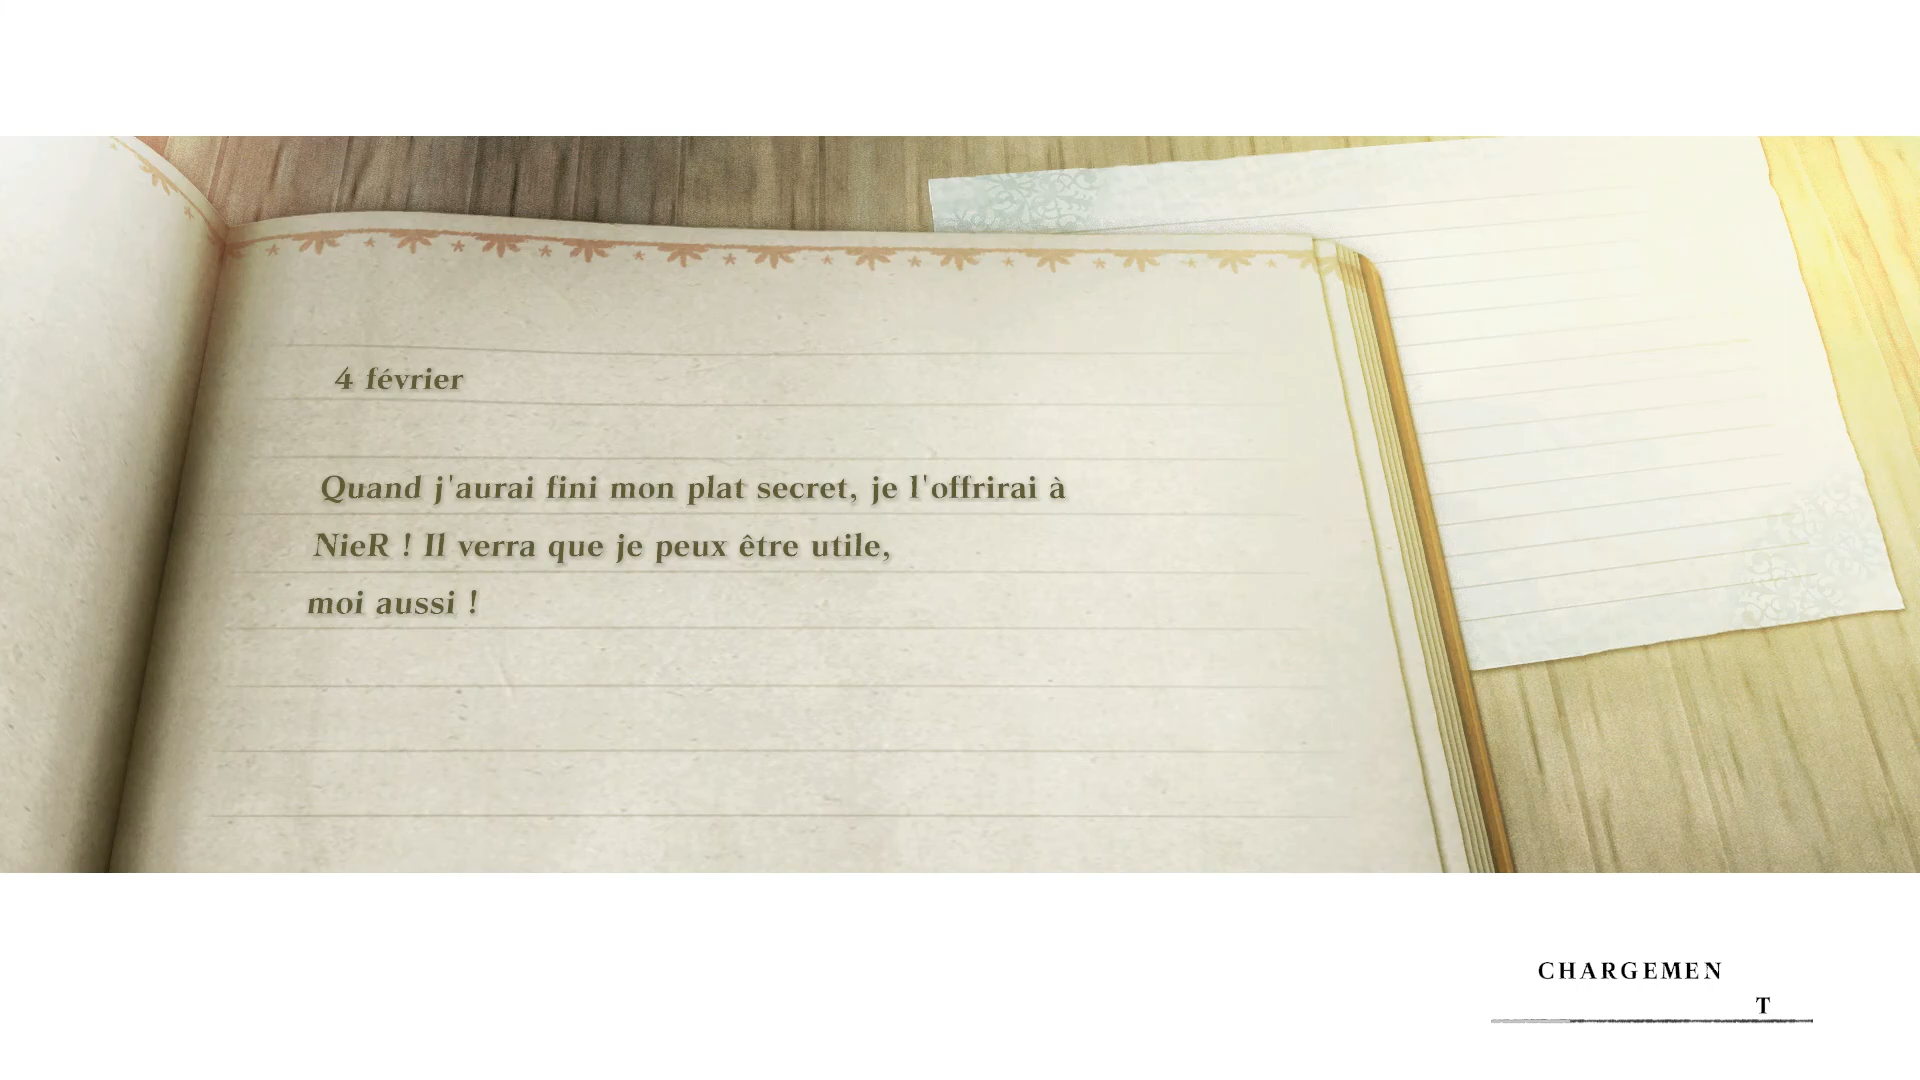 4 février
Quand j'aurai fini mon plat secret, je l'offrirai à
NieR ! Il verra que je peux être utile,
moi aussi !
CHARGEMEN
T